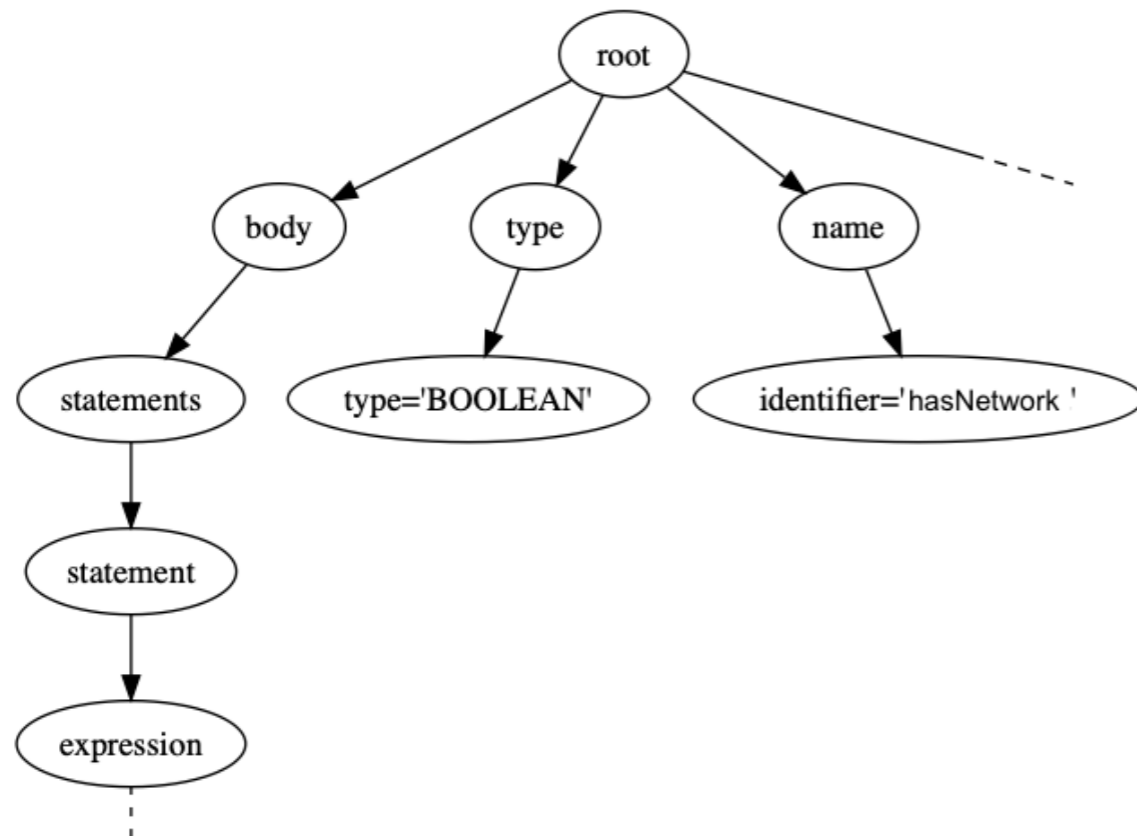 root
body
type
name
statements
type='BOOLEAN'
identifier='hasNetwork '
statement
expression